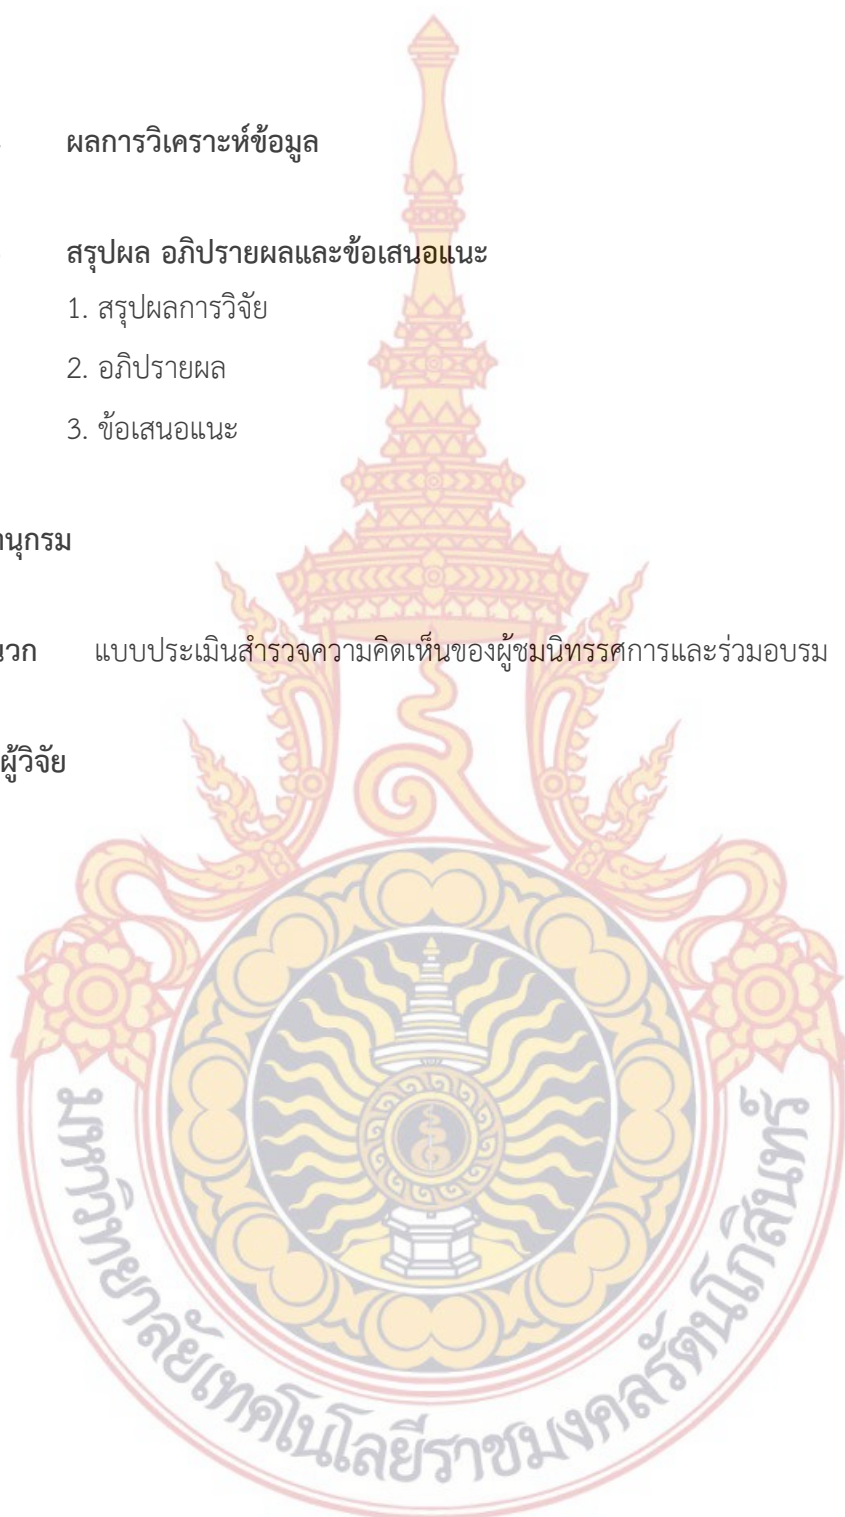 ผลการวิเคราะห์ข้อมูล
สรุปผล อภิปรายผลและข้อเสนอแนะ
1. สรุปผลการวิจัย
2. อภิปรายผล
3. ข้อเสนอแนะ
านุกรม
นวก แบบประเมินสำรวจความคิดเห็นของผู้ชมนิทรรศการและร่วมอบรม
ผู้วิจัย
มหาวิทยาลัยเทคโนโลยีราชมงคลรัตนโกสินทร์